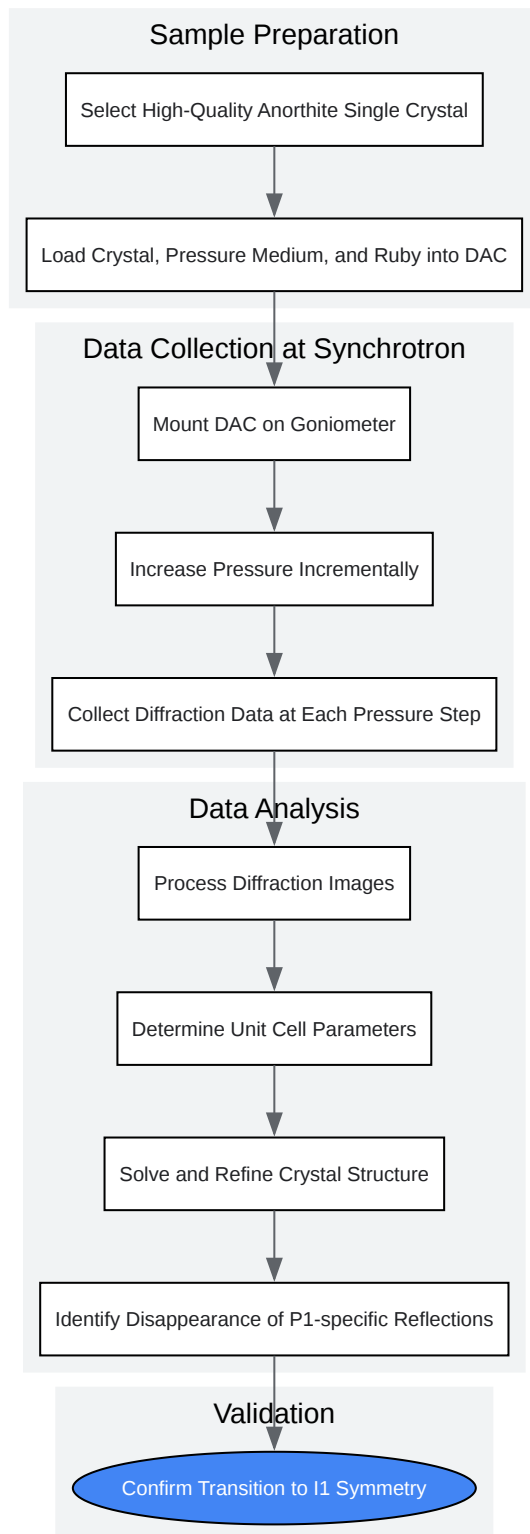 Sample Preparation
Select High-Quality Anorthite Single Crystal
Load Crystal, Pressure Medium, and Ruby into DAC
Data Collection at Synchrotron
Mount DAC on Goniometer
Increase Pressure Incrementally
Collect Diffraction Data at Each Pressure Step
Data Analysis
Process Diffraction Images
Determine Unit Cell Parameters
Solve and Refine Crystal Structure
Identify Disappearance of P1-specific Reflections
Validation
Confirm Transition to I1 Symmetry